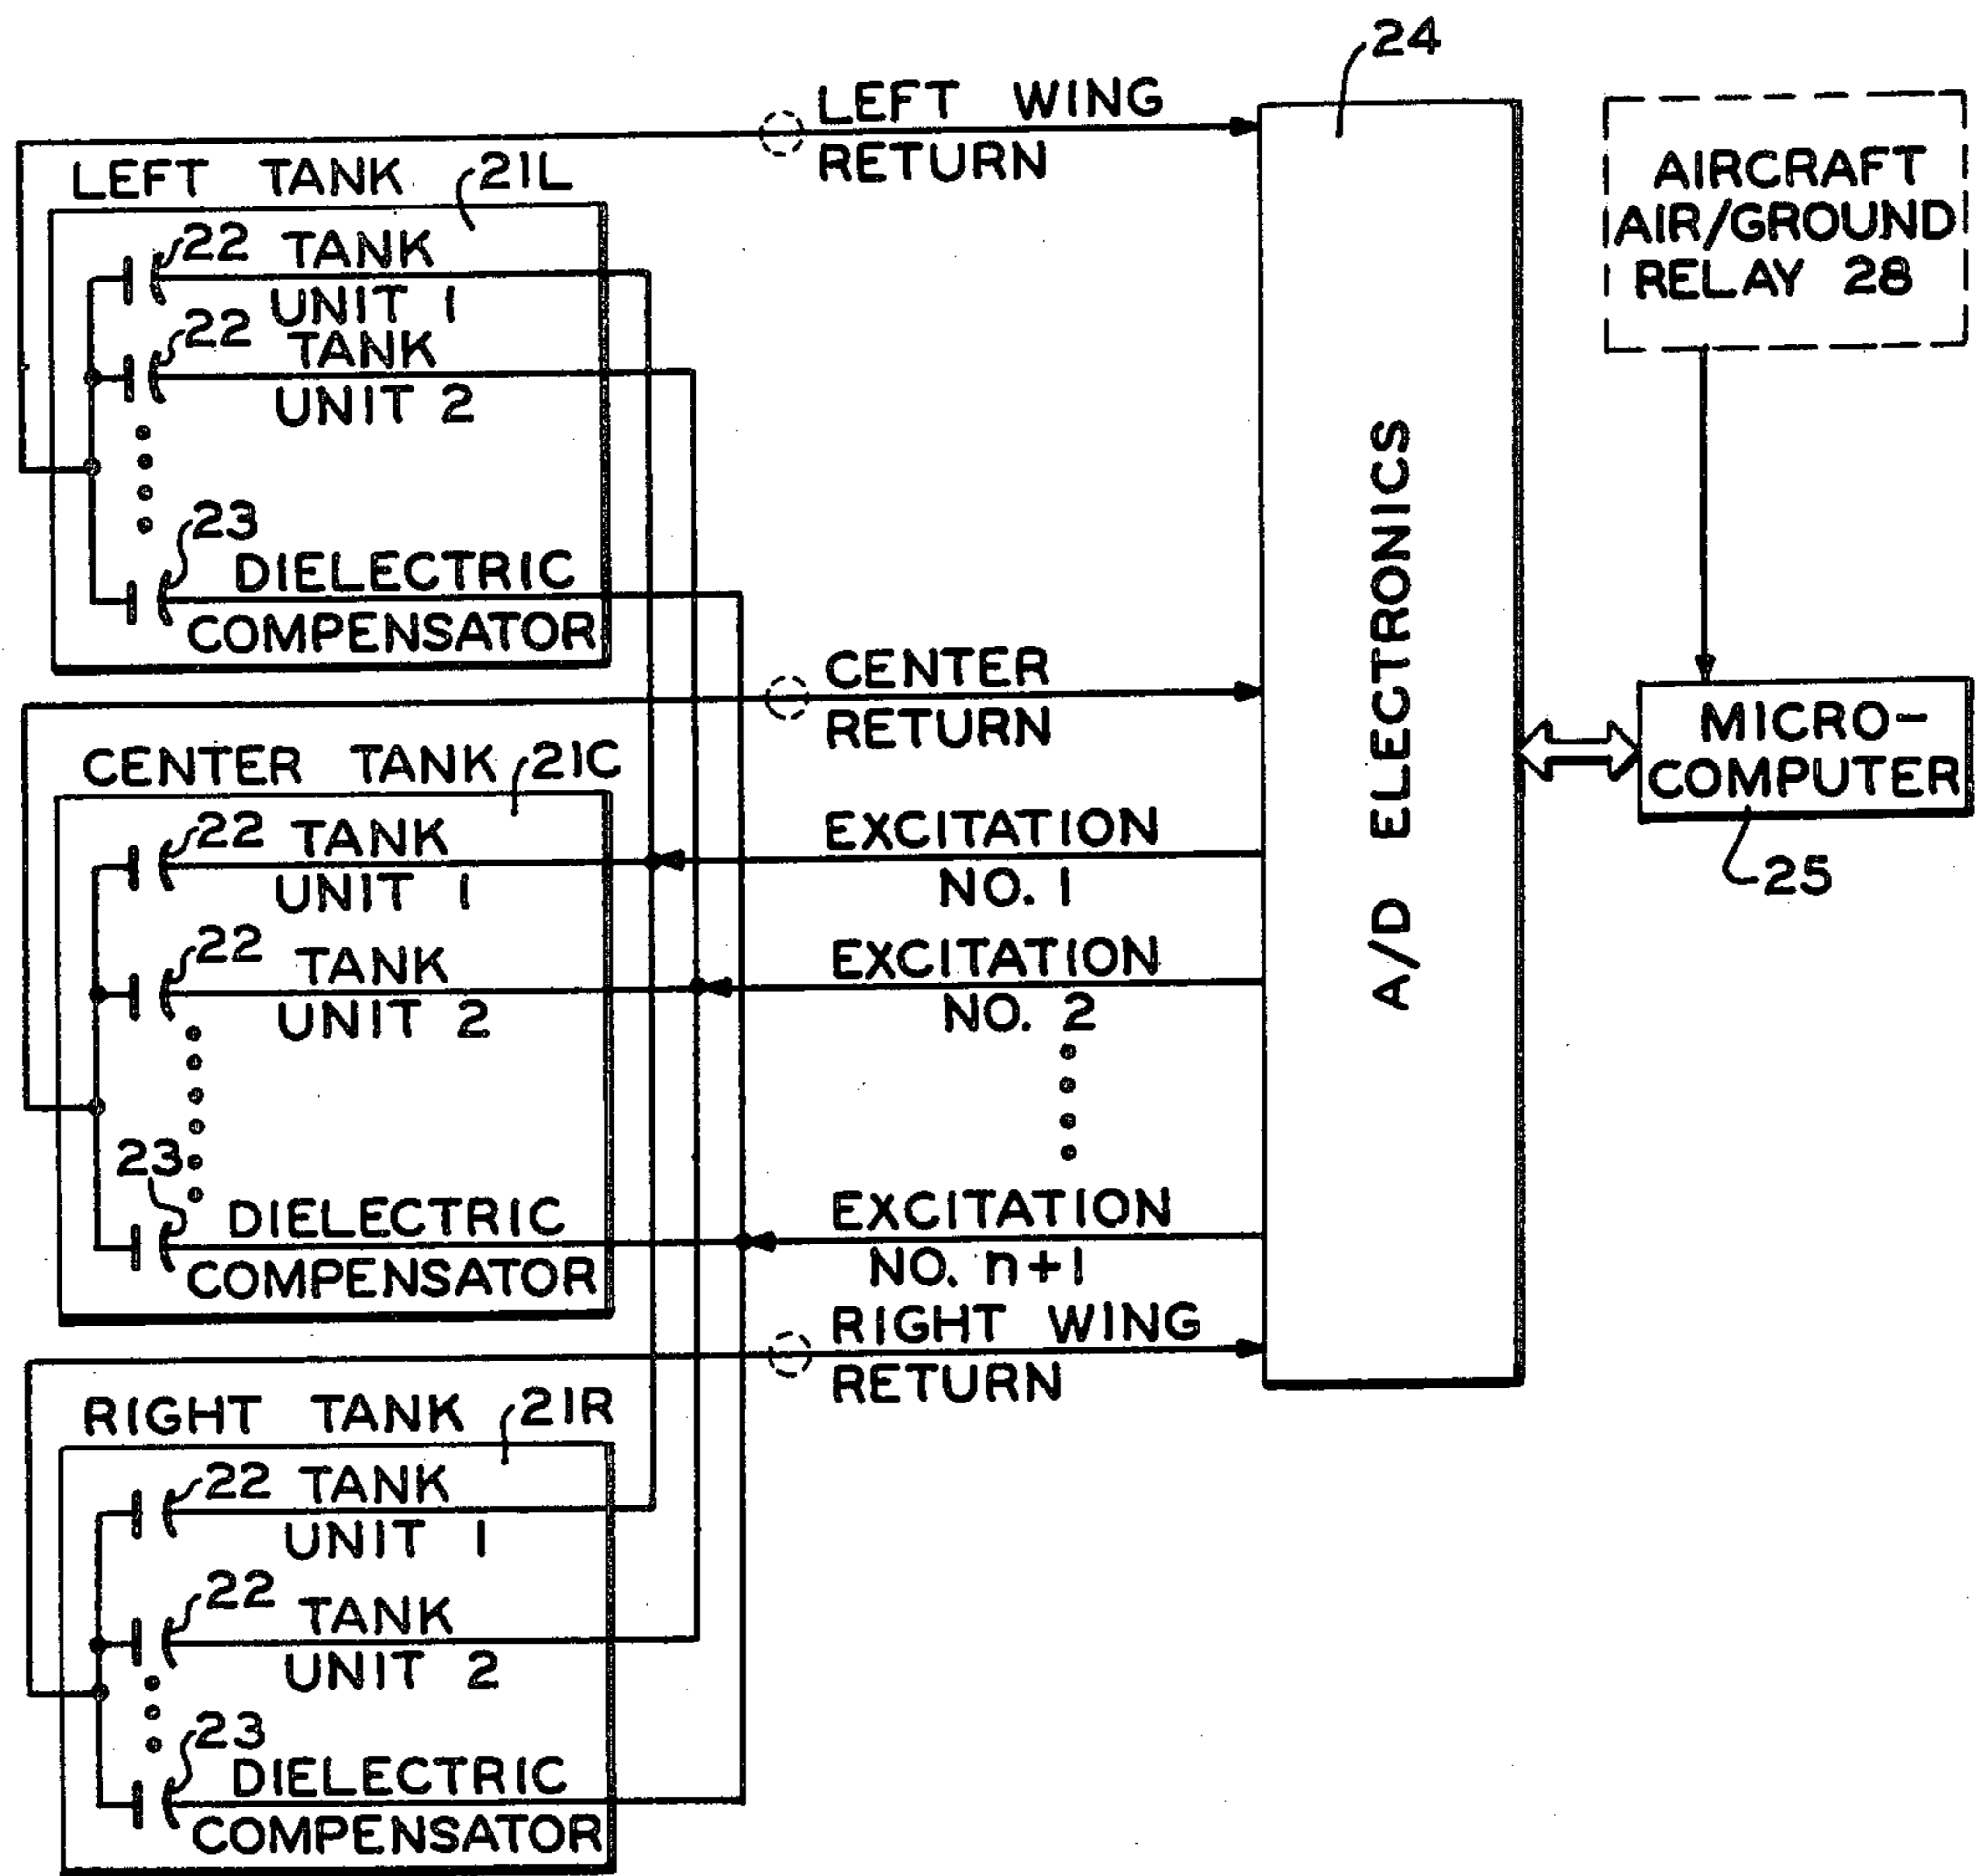 24
LEFT WING
RETURN
LEFT TANK 21L
22 TANK
UNIT 1
22 TANK
UNIT 2
23
DIELECTRIC
COMPENSATOR
AIRCRAFT
AIR/GROUND
RELAY 28
A/D ELECTRONICS
MICRO-
COMPUTER
25
CENTER
RETURN
CENTER TANK 21C
22 TANK
UNIT 1
22 TANK
UNIT 2
23
DIELECTRIC
COMPENSATOR
EXCITATION
NO. 1
EXCITATION
NO. 2
EXCITATION
NO. n+1
RIGHT WING
RETURN
RIGHT TANK 21R
22 TANK
UNIT 1
22 TANK
UNIT 2
23
DIELECTRIC
COMPENSATOR